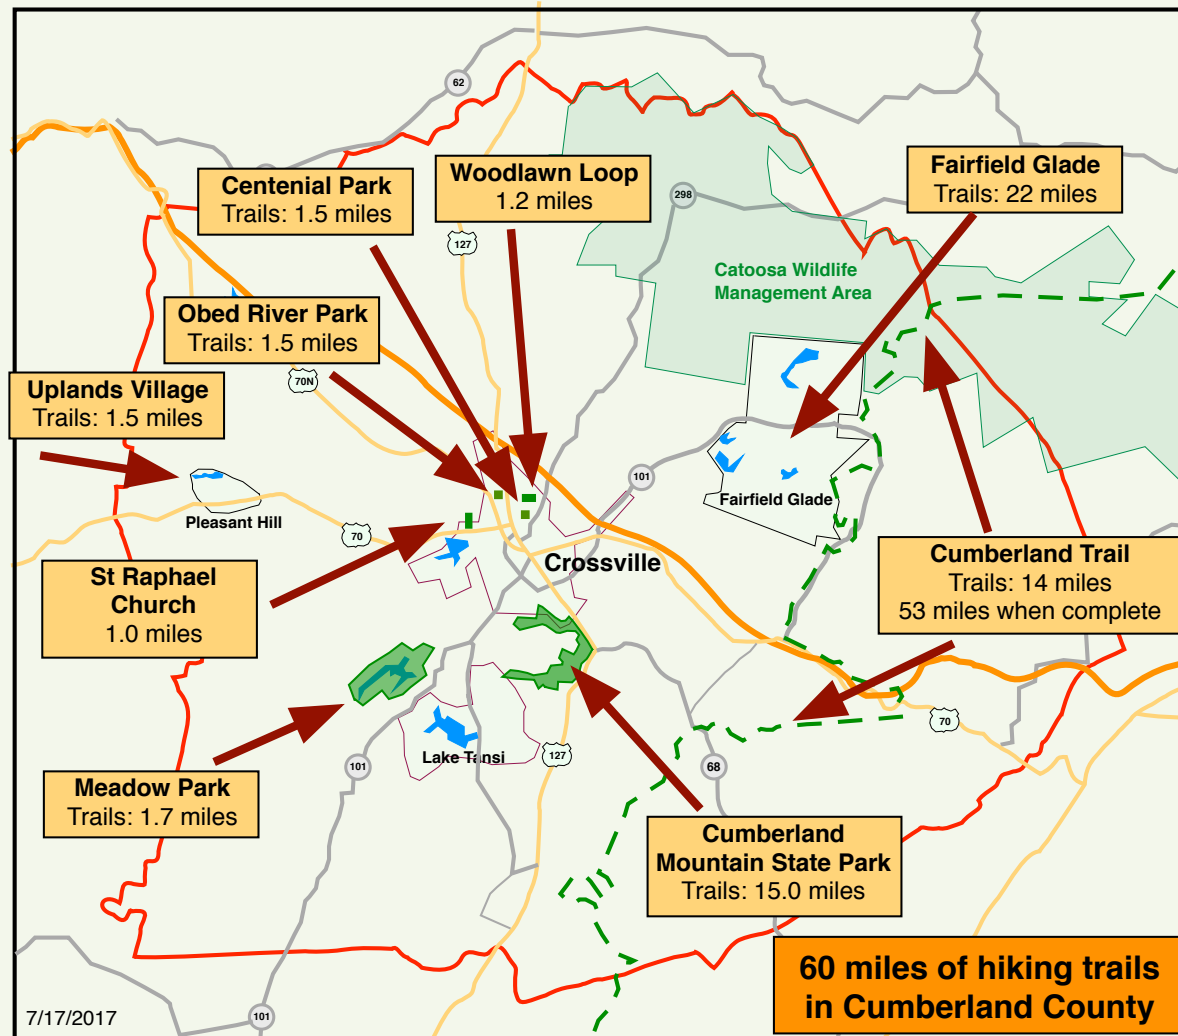 62
Centenial Park
Trails: 1.5 miles
Woodlawn Loop
1.2 miles
Fairfield Glade
Trails: 22 miles
298
127
Catoosa Wildlife
Management Area
Obed River Park
Trails: 1.5 miles
70N
Uplands Village
Trails: 1.5 miles
101
Fairfield Glade
Pleasant Hill
70
Crossville
St Raphael
Church
1.0 miles
Cumberland Trail
Trails: 14 miles
53 miles when complete
70
Lake Tansi
127
101
68
Meadow Park
Trails: 1.7 miles
Cumberland
Mountain State Park
Trails: 15.0 miles
60 miles of hiking trails
in Cumberland County
7/17/2017
101